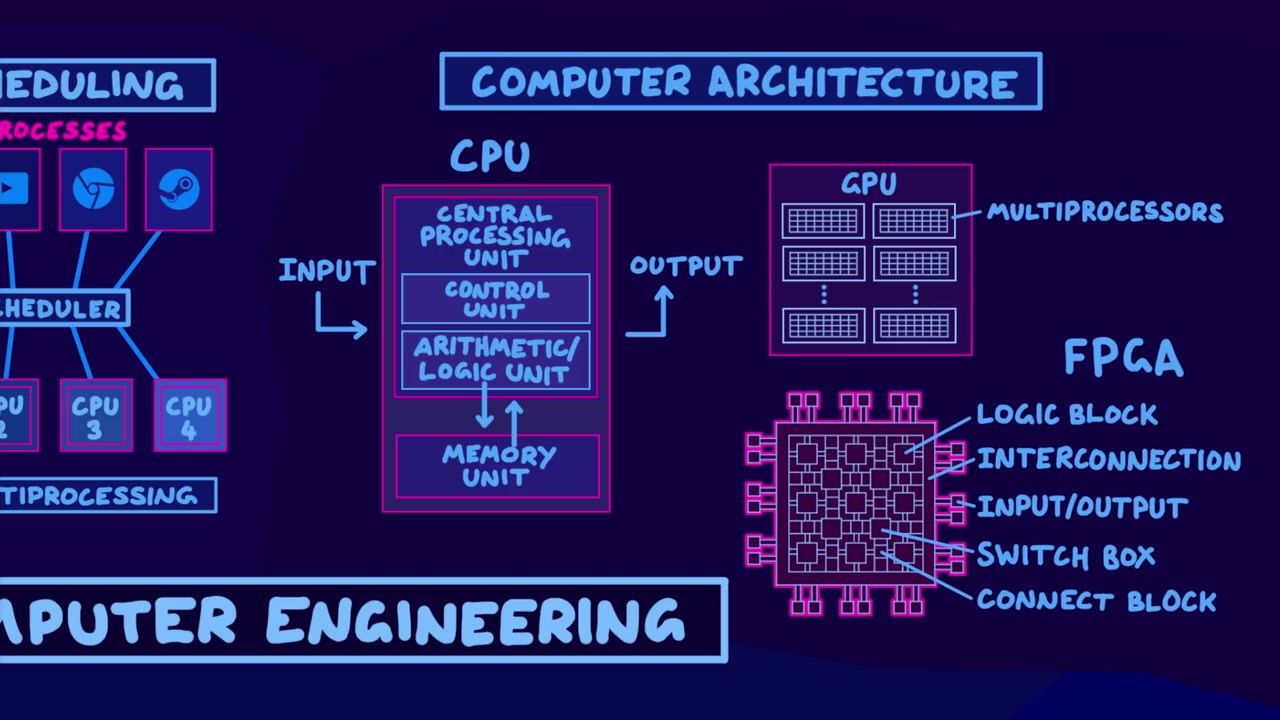 HEDULING
ROCESSES
HEDULER
PU
2
CPU
3
CPU
4
TIPROCESSING
COMPUTER ARCHITECTURE
CPU
CENTRAL
PROCESSING
UNIT
CONTROL
UNIT
ARITHMETIC/
LOGIC UNIT
MEMORY
UNIT
INPUT
OUTPUT
GPU
MULTIPROCESSORS
FPGA
LOGIC BLOCK
INTERCONNECTION
INPUT/OUTPUT
SWITCH BOX
CONNECT BLOCK
MPUTER ENGINEERING